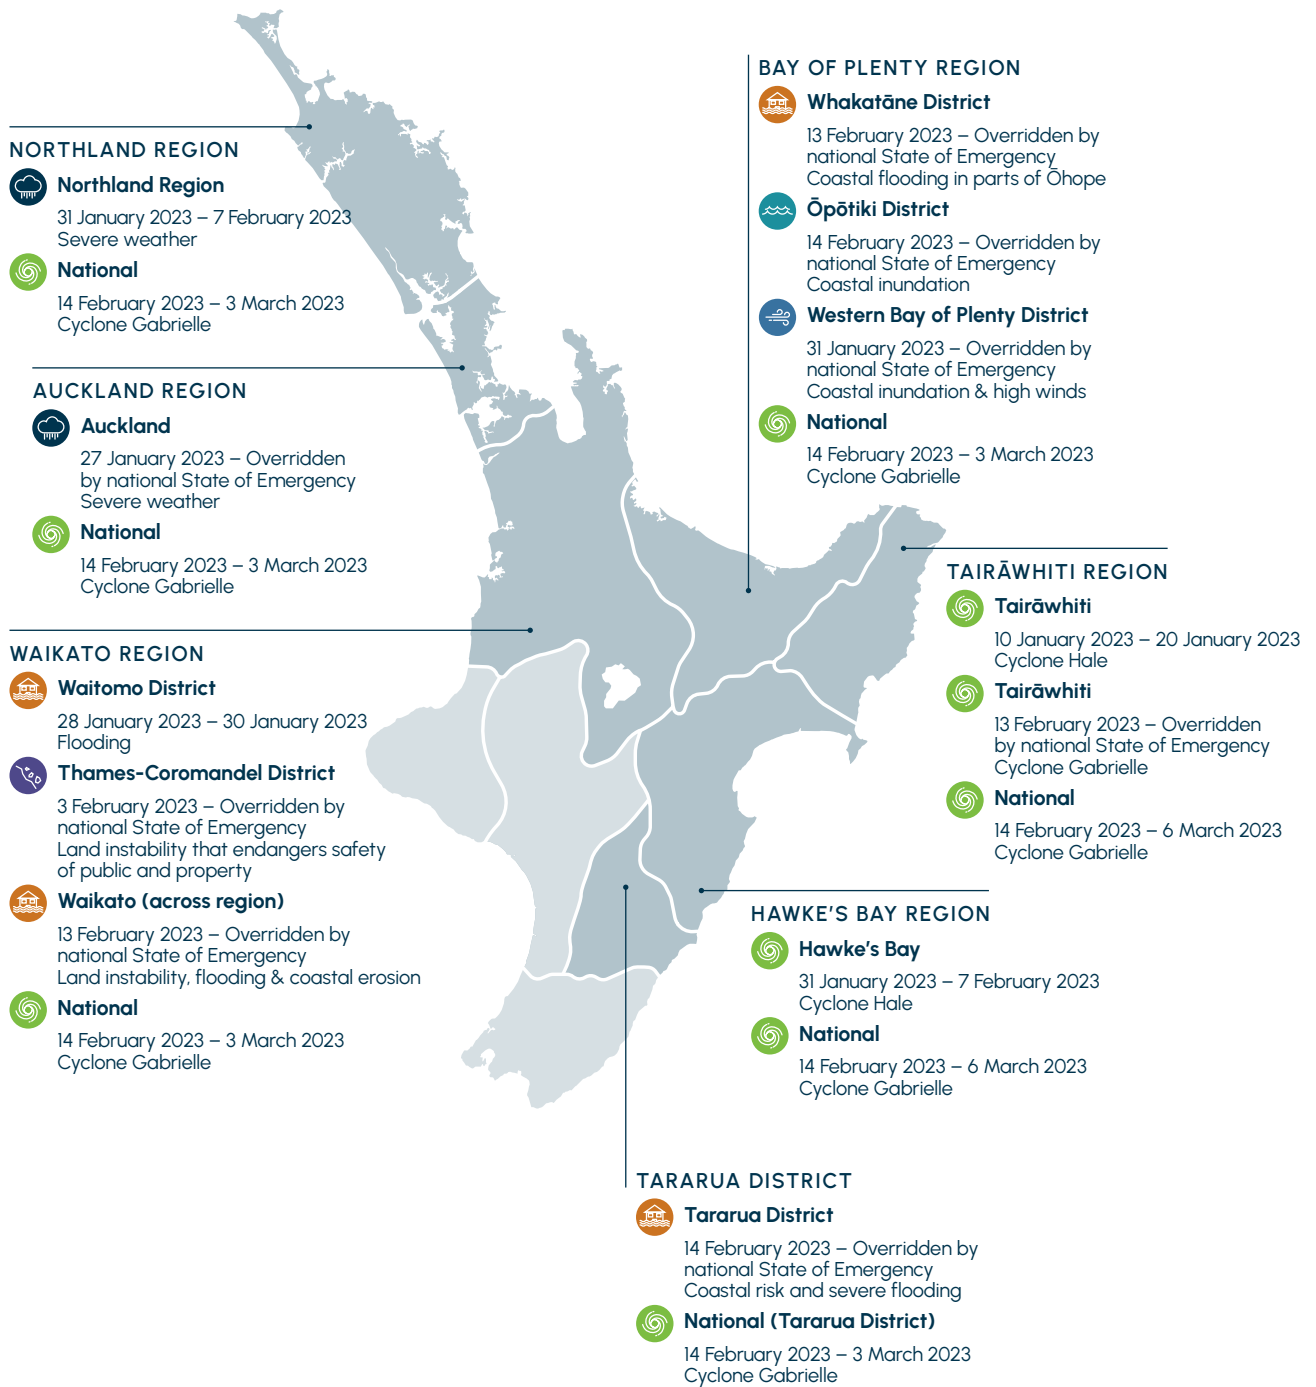 NORTHLAND REGION
Northland Region
31 January 2023 – 7 February 2023
Severe weather
National
14 February 2023 – 3 March 2023
Cyclone Gabrielle
AUCKLAND REGION
Auckland
27 January 2023 – Overridden
by national State of Emergency
Severe weather
National
14 February 2023 – 3 March 2023
Cyclone Gabrielle
WAIKATO REGION
Waitomo District
28 January 2023 – 30 January 2023
Flooding
Thames-Coromandel District
3 February 2023 – Overridden by
national State of Emergency
Land instability that endangers safety
of public and property
Waikato (across region)
13 February 2023 – Overridden by
national State of Emergency
Land instability, flooding & coastal erosion
National
14 February 2023 – 3 March 2023
Cyclone Gabrielle
BAY OF PLENTY REGION
Whakatāne District
13 February 2023 – Overridden by
national State of Emergency
Coastal flooding in parts of Ōhope
Ōpōtiki District
14 February 2023 – Overridden by
national State of Emergency
Coastal inundation
Western Bay of Plenty District
31 January 2023 – Overridden by
national State of Emergency
Coastal inundation & high winds
National
14 February 2023 – 3 March 2023
Cyclone Gabrielle
TAIRĀWHITI REGION
Tairāwhiti
10 January 2023 – 20 January 2023
Cyclone Hale
Tairāwhiti
13 February 2023 – Overridden
by national State of Emergency
Cyclone Gabrielle
National
14 February 2023 – 6 March 2023
Cyclone Gabrielle
HAWKE'S BAY REGION
Hawke's Bay
31 January 2023 – 7 February 2023
Cyclone Hale
National
14 February 2023 – 6 March 2023
Cyclone Gabrielle
TARARUA DISTRICT
Tararua District
14 February 2023 – Overridden by
national State of Emergency
Coastal risk and severe flooding
National (Tararua District)
14 February 2023 – 3 March 2023
Cyclone Gabrielle